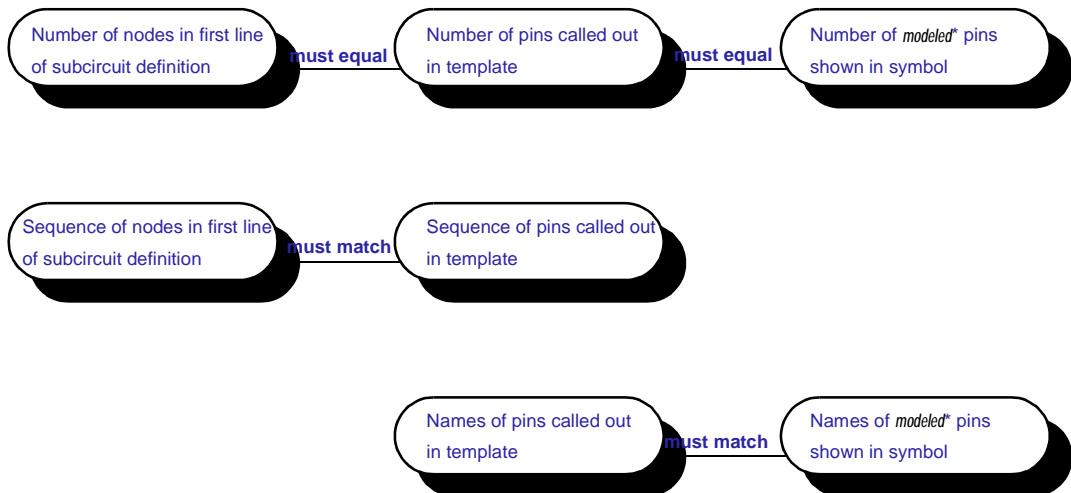 Number of nodes in first line
of subcircuit definition
must equal
Number of pins called out
in template
must equal
Number of modeled* pins
shown in symbol
Sequence of nodes in first line
of subcircuit definition
must match
Sequence of pins called out
in template
Names of pins called out
in template
must match
Names of modeled* pins
shown in symbol